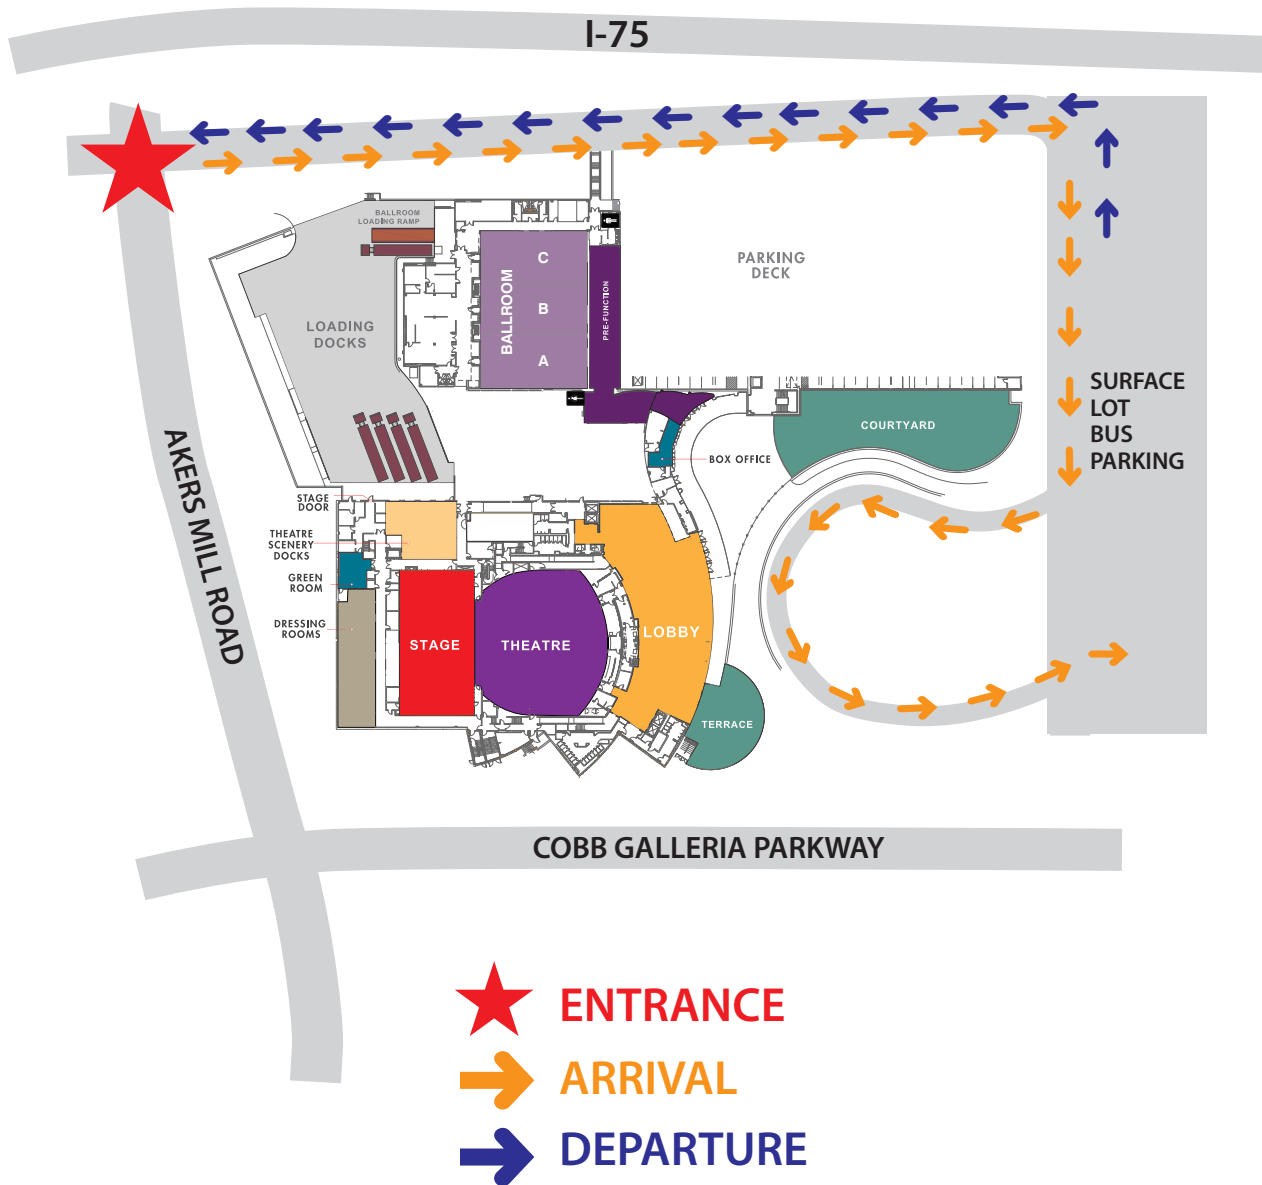 I-75
BALLROOM
LOADING RAMP
LOADING
DOCKS
BALLROOM
C
B
A
PRE-FUNCTION
PARKING
DECK
SURFACE
LOT
BUS
PARKING
COURTYARD
BOX OFFICE
AKERS MILL ROAD
STAGE
DOOR
THEATRE
SCENERY
DOCKS
GREEN
ROOM
DRESSING
ROOMS
STAGE
THEATRE
LOBBY
TERRACE
COBB GALLERIA PARKWAY
ENTRANCE
ARRIVAL
DEPARTURE